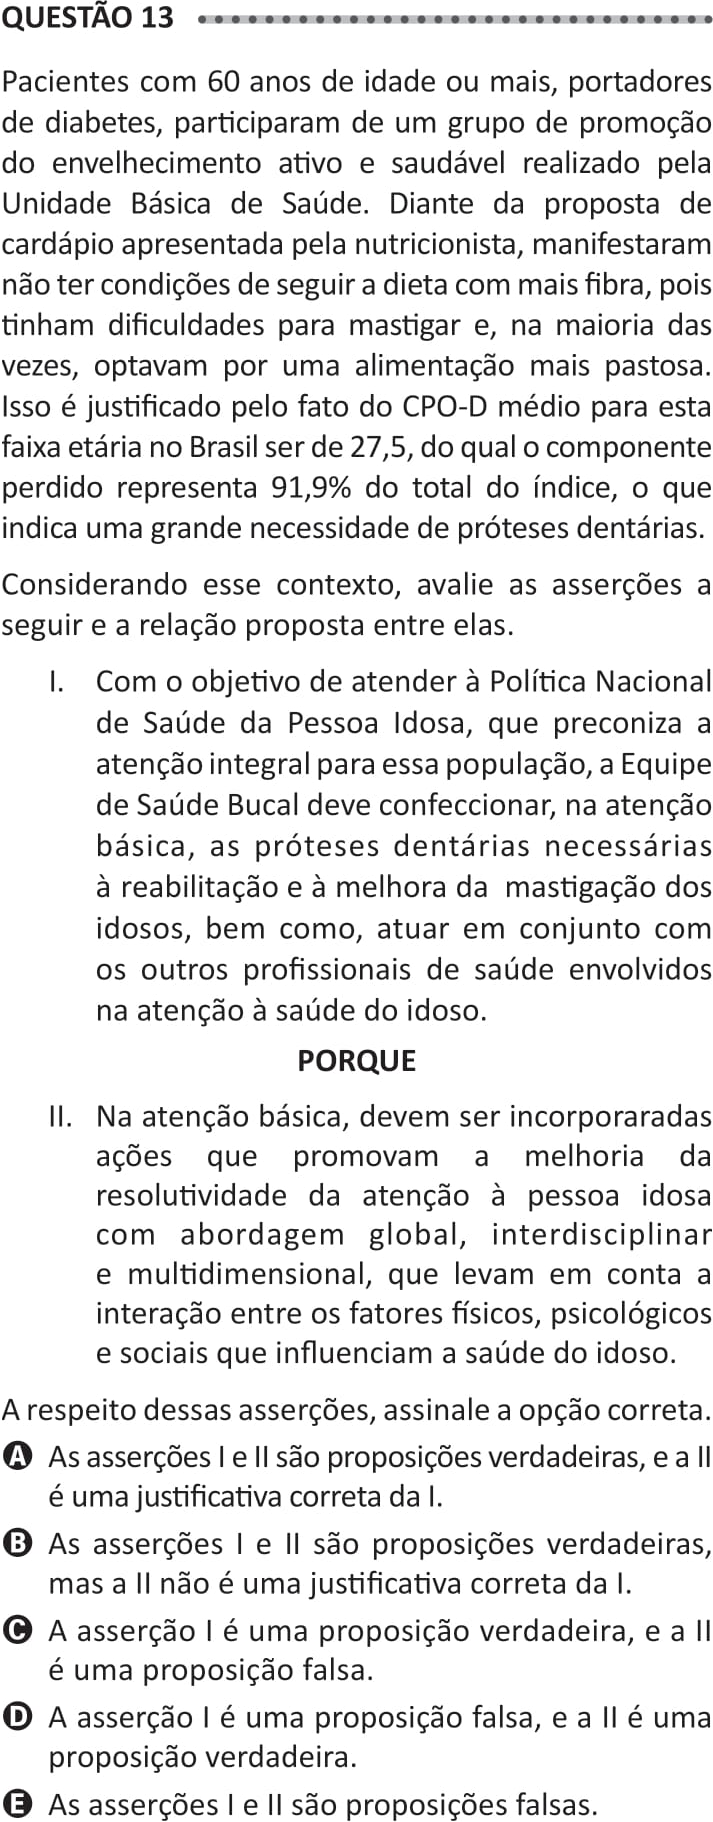 QUESTÃO 13
Pacientes com 60 anos de idade ou mais, portadores
de diabetes, participaram de um grupo de promoção
do envelhecimento ativo e saudável realizado pela
Unidade Básica de Saúde. Diante da proposta de
cardápio apresentada pela nutricionista, manifestaram
não ter condições de seguir a dieta com mais fibra, pois
tinham dificuldades para mastigar e, na maioria das
vezes, optavam por uma alimentação mais pastosa.
Isso é justificado pelo fato do CPO-D médio para esta
faixa etária no Brasil ser de 27,5, do qual o componente
perdido representa 91,9% do total do índice, o que
indica uma grande necessidade de próteses dentárias.
Considerando esse contexto, avalie as asserções a
seguir e a relação proposta entre elas.
I. Com o objetivo de atender à Política Nacional
de Saúde da Pessoa Idosa, que preconiza a
atenção integral para essa população, a Equipe
de Saúde Bucal deve confeccionar, na atenção
básica, as próteses dentárias necessárias
à reabilitação e à melhora da mastigação dos
idosos, bem como, atuar em conjunto com
os outros profissionais de saúde envolvidos
na atenção à saúde do idoso.
PORQUE
II. Na atenção básica, devem ser incorporaradas
ações que promovam a melhoria da
resolutividade da atenção à pessoa idosa
com abordagem global, interdisciplinar
e multidimensional, que levam em conta a
interação entre os fatores físicos, psicológicos
e sociais que influenciam a saúde do idoso.
A respeito dessas asserções, assinale a opção correta.
A As asserções I e II são proposições verdadeiras, e a II
é uma justificativa correta da I.
B As asserções I e II são proposições verdadeiras,
mas a II não é uma justificativa correta da I.
C A asserção I é uma proposição verdadeira, e a II
é uma proposição falsa.
D A asserção I é uma proposição falsa, e a II é uma
proposição verdadeira.
E As asserções I e II são proposições falsas.